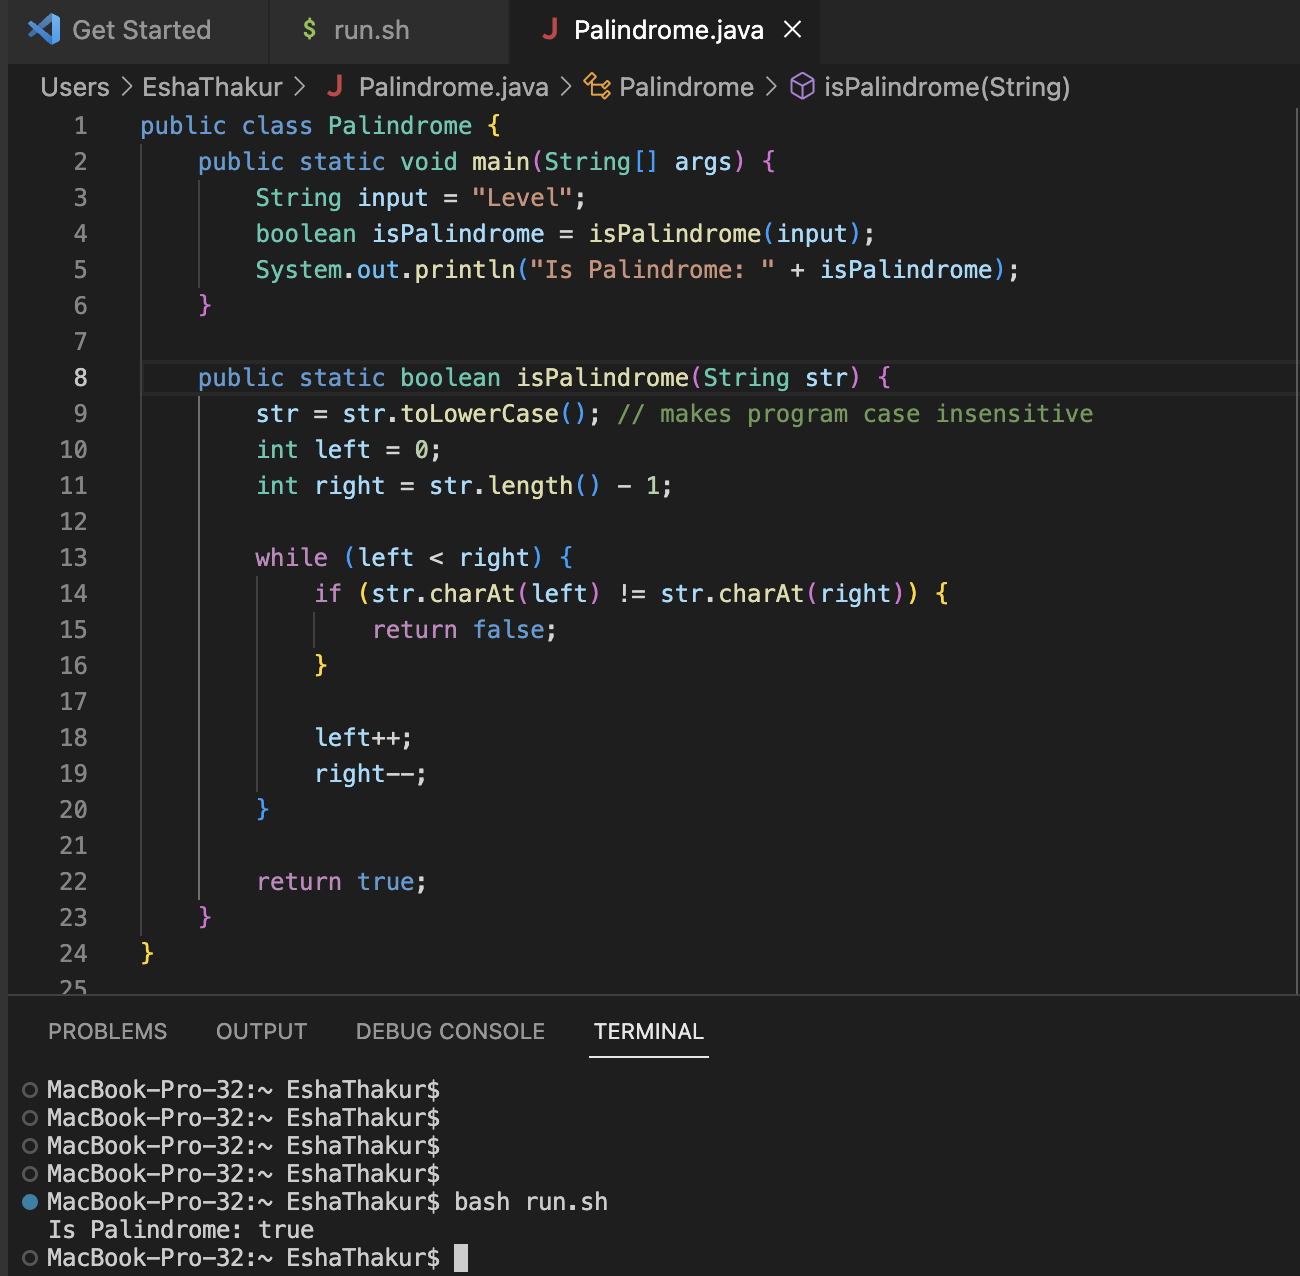 Get Started $ run.sh J Palindrome.java ×
Users > EshaThakur > J Palindrome.java > Palindrome > isPalindrome(String)
1 public class Palindrome {
2     public static void main(String[] args) {
3         String input = "Level";
4         boolean isPalindrome = isPalindrome(input);
5         System.out.println("Is Palindrome: " + isPalindrome);
6     }
7
8     public static boolean isPalindrome(String str) {
9         str = str.toLowerCase(); // makes program case insensitive
10         int left = 0;
11         int right = str.length() - 1;
12
13         while (left < right) {
14             if (str.charAt(left) != str.charAt(right)) {
15                 return false;
16             }
17
18             left++;
19             right--;
20         }
21
22         return true;
23     }
24 }
25
PROBLEMS OUTPUT DEBUG CONSOLE TERMINAL
MacBook-Pro-32:~ EshaThakur$
MacBook-Pro-32:~ EshaThakur$
MacBook-Pro-32:~ EshaThakur$
MacBook-Pro-32:~ EshaThakur$
MacBook-Pro-32:~ EshaThakur$ bash run.sh
Is Palindrome: true
MacBook-Pro-32:~ EshaThakur$